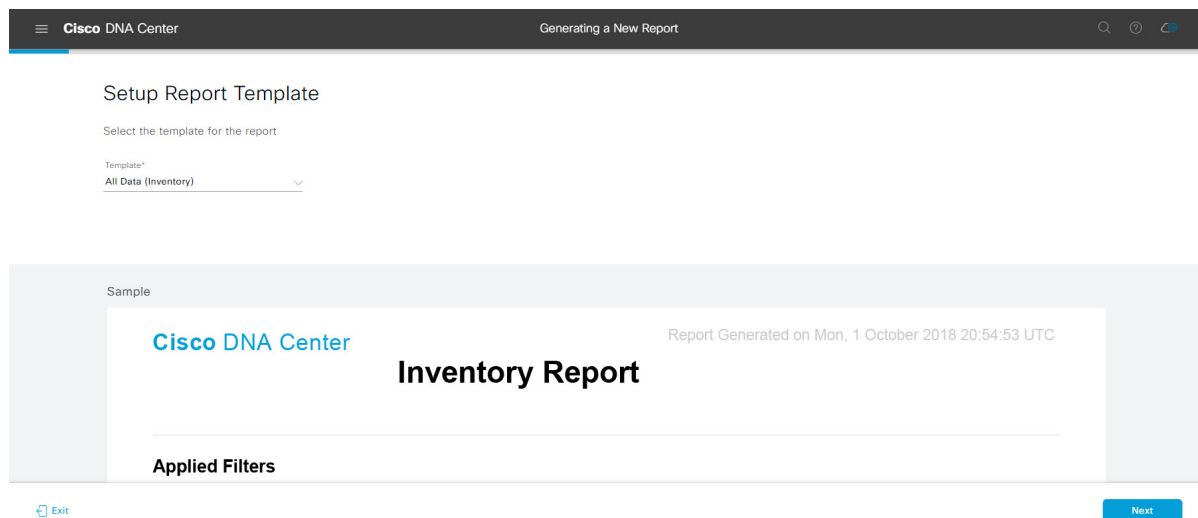 Cisco DNA Center
Generating a New Report
Setup Report Template
Select the template for the report
Template*
All Data (Inventory)
Sample
Cisco DNA Center
Report Generated on Mon, 1 October 2018 20:54:53 UTC
Inventory Report
Applied Filters
Exit
Next